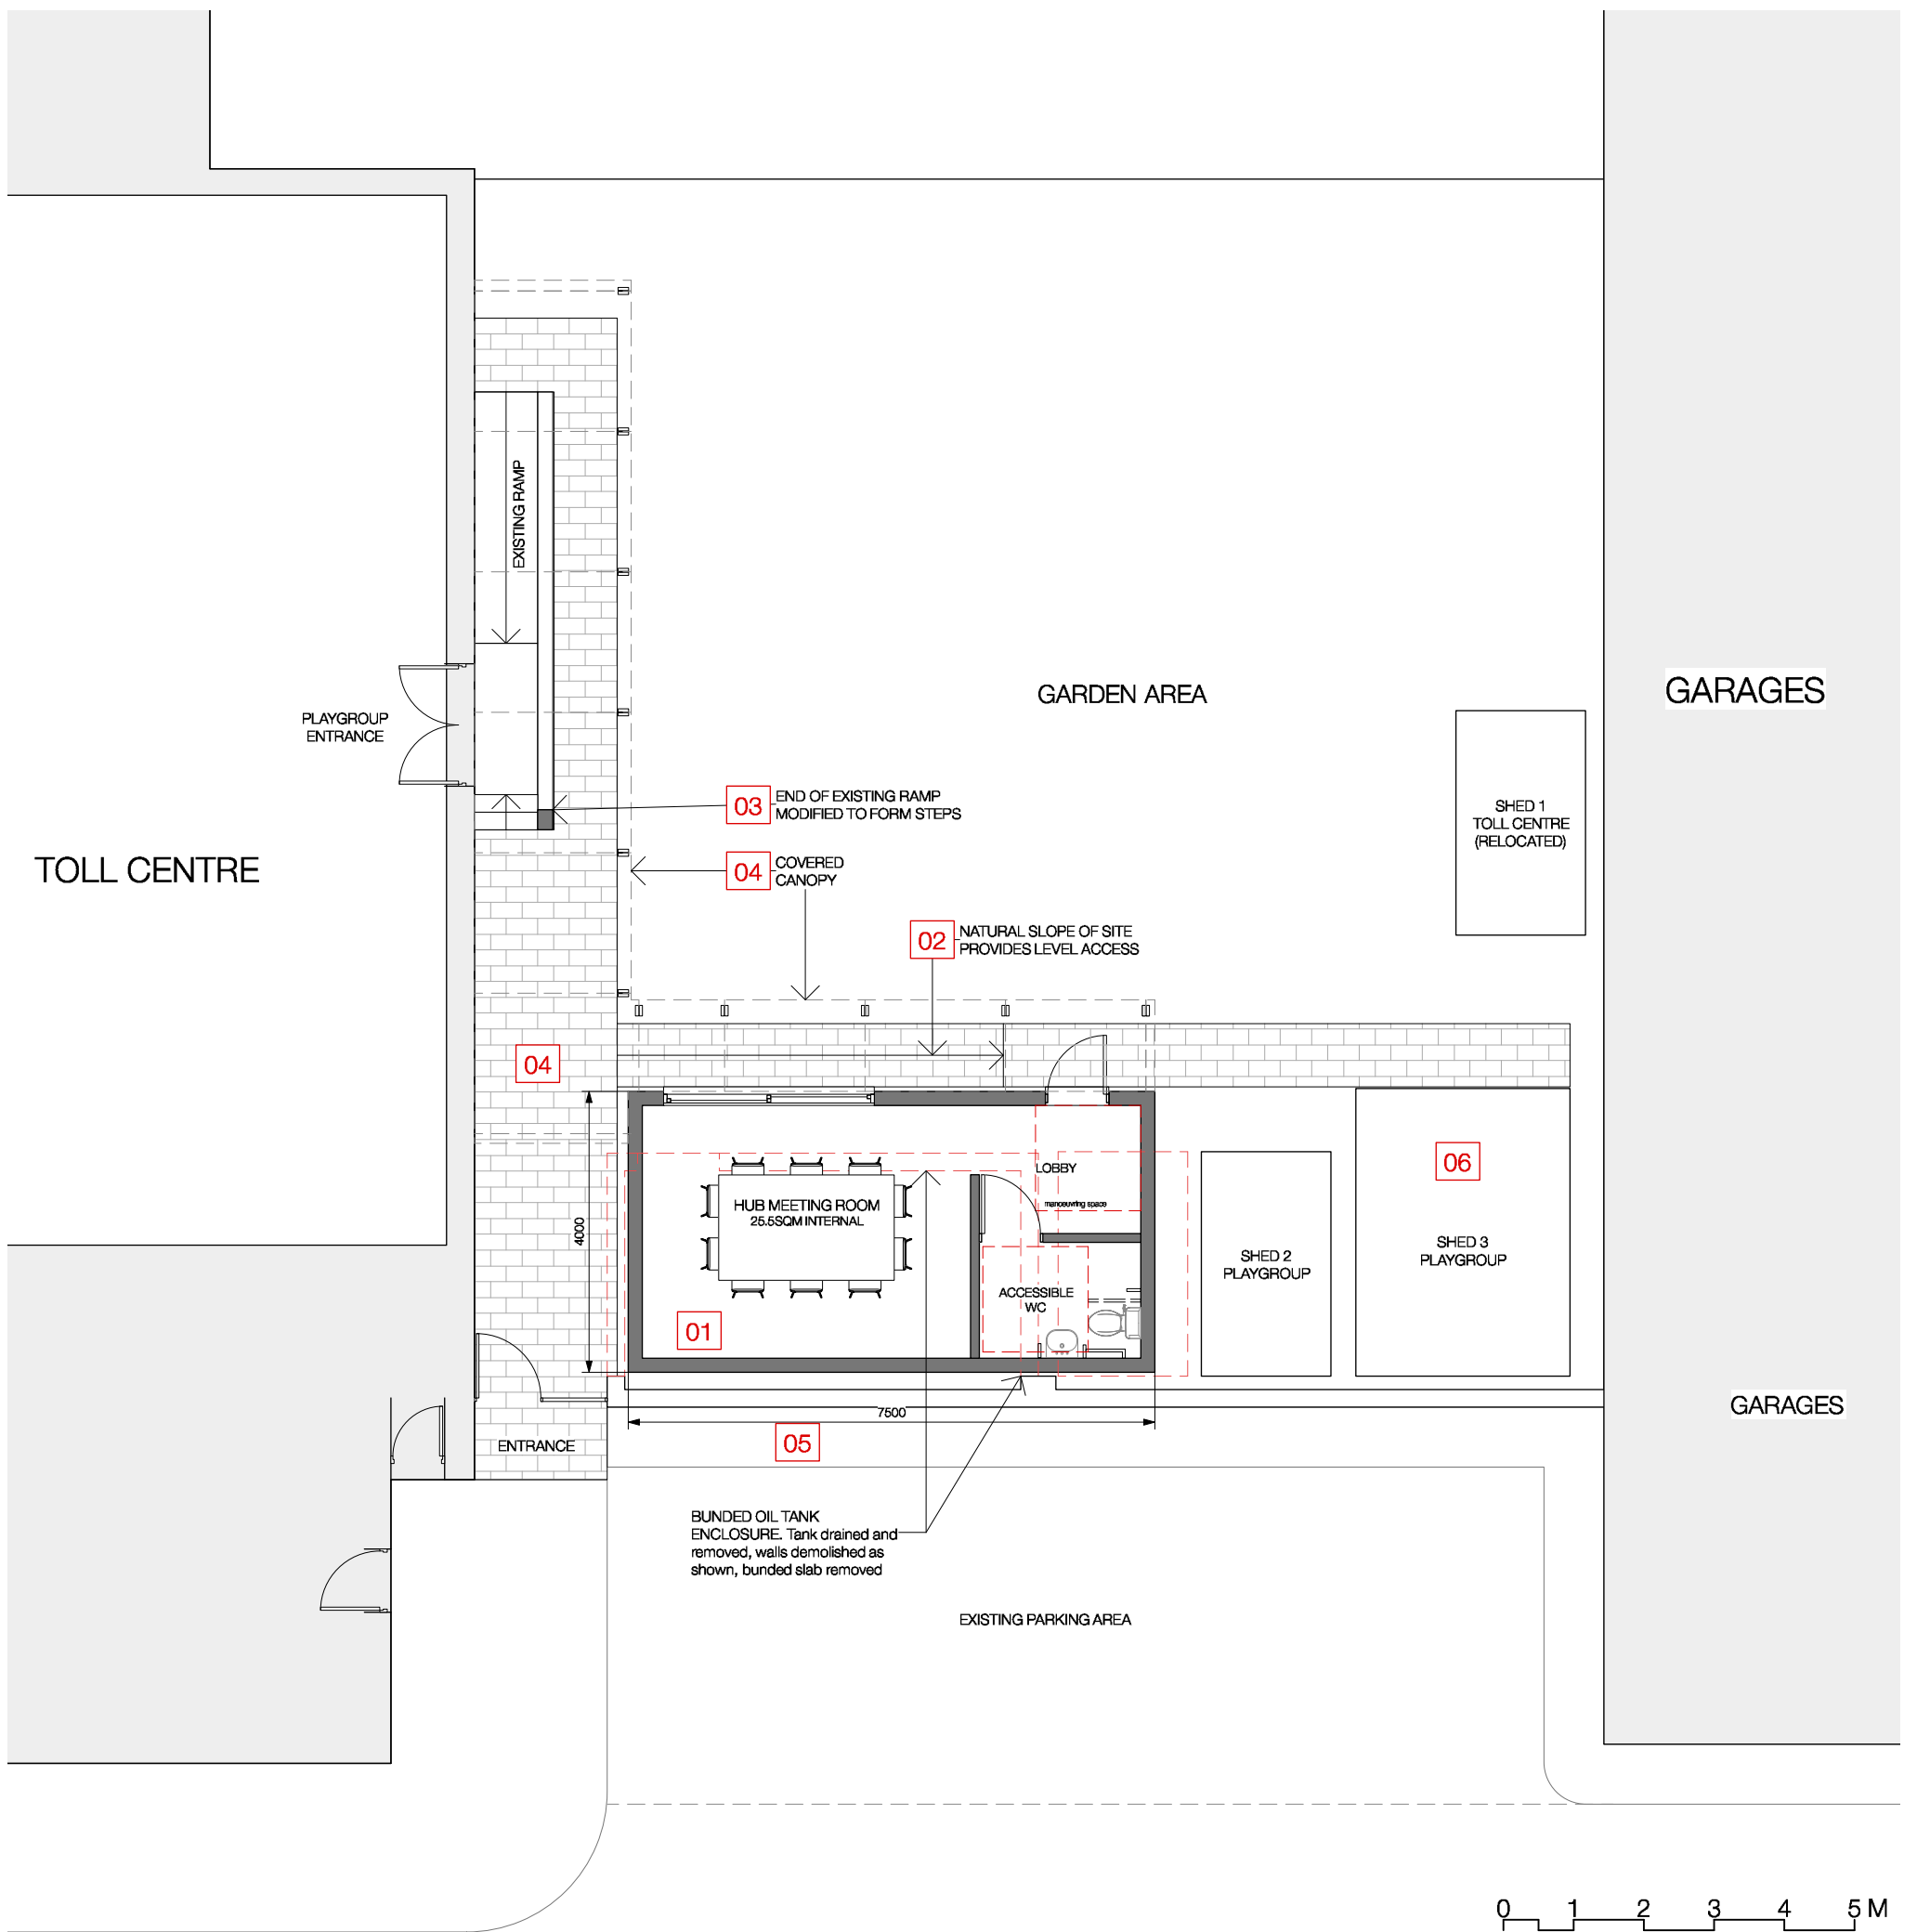 EXISTING RAMP
GARDEN AREA
GARAGES
PLAYGROUP
ENTRANCE
03 END OF EXISTING RAMP
MODIFIED TO FORM STEPS
SHED 1
TOLL CENTRE
(RELOCATED)
TOLL CENTRE
04 COVERED
CANOPY
02 NATURAL SLOPE OF SITE
PROVIDES LEVEL ACCESS
04
06
LOBBY
manoeuvring space
HUB MEETING ROOM
25.5SQM INTERNAL
4000
SHED 2
PLAYGROUP
SHED 3
PLAYGROUP
ACCESSIBLE
WC
01
7500
GARAGES
05
ENTRANCE
BUNDED OIL TANK
ENCLOSURE. Tank drained and
removed, walls demolished as
shown, bunded slab removed
EXISTING PARKING AREA
0 1 2 3 4 5 M